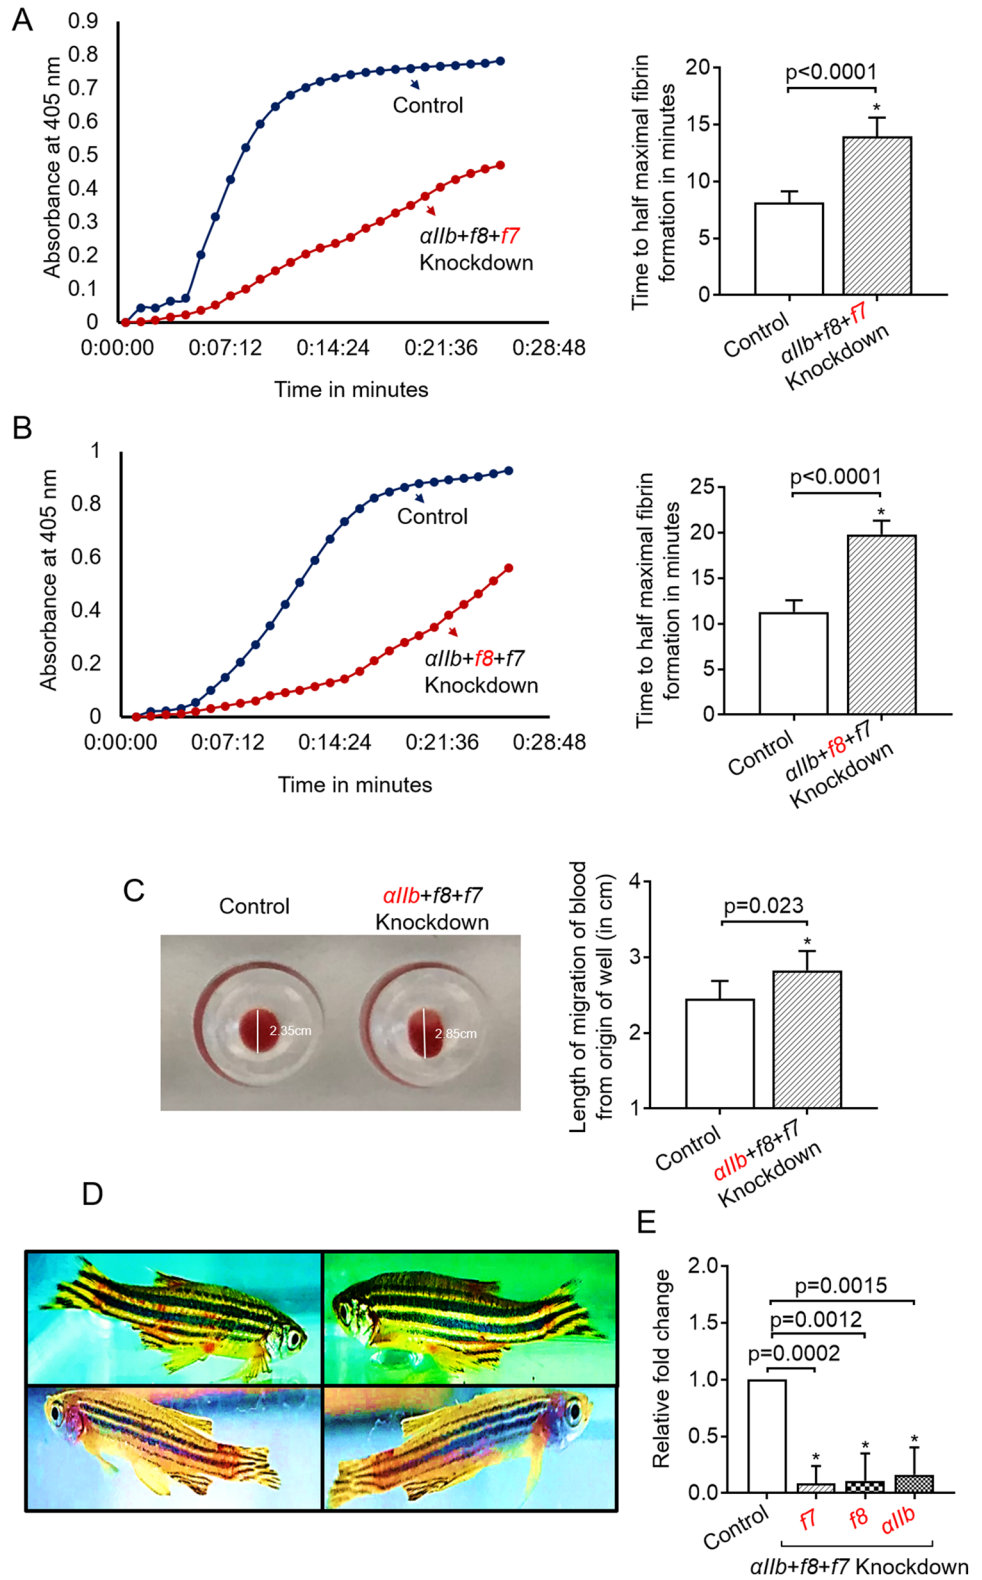 A
0.9
0.8
0.7
0.6
0.5
0.4
0.3
0.2
0.1
0
Absorbance at 405 nm
Control
αIIb+f8+f7
Knockdown
0:00:00 0:07:12 0:14:24 0:21:36 0:28:48
Time in minutes
20
15
10
5
0
Time to half maximal fibrin
formation in minutes
p<0.0001
*
Control
αIIb+f8+f7
Knockdown
B
1
0.8
0.6
0.4
0.2
0
Absorbance at 405 nm
Control
αIIb+f8+f7
Knockdown
0:00:00 0:07:12 0:14:24 0:21:36 0:28:48
Time in minutes
25
20
15
10
5
0
Time to half maximal fibrin
formation in minutes
p<0.0001
*
Control
αIIb+f8+f7
Knockdown
C
Control
αIIb+f8+f7
Knockdown
2.35cm
2.85cm
4
3
2
1
Length of migration of blood
from origin of well (in cm)
p=0.023
*
Control
αIIb+f8+f7
Knockdown
D
E
2.0
1.5
1.0
0.5
0.0
Relative fold change
p=0.0015
p=0.0012
p=0.0002
* * *
Control f7 f8 αIIb
αIIb+f8+f7 Knockdown